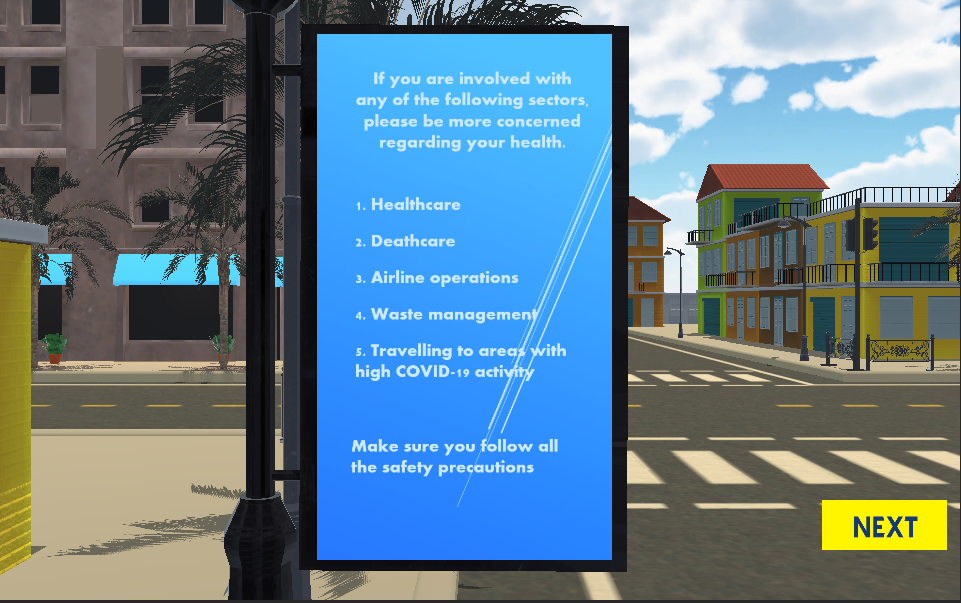 If you are involved with
any of the following sectors,
please be more concerned
regarding your health.
1. Healthcare
2. Deathcare
3. Airline operations
4. Waste management
5. Travelling to areas with
high COVID-19 activity
Make sure you follow all
the safety precautions
NEXT